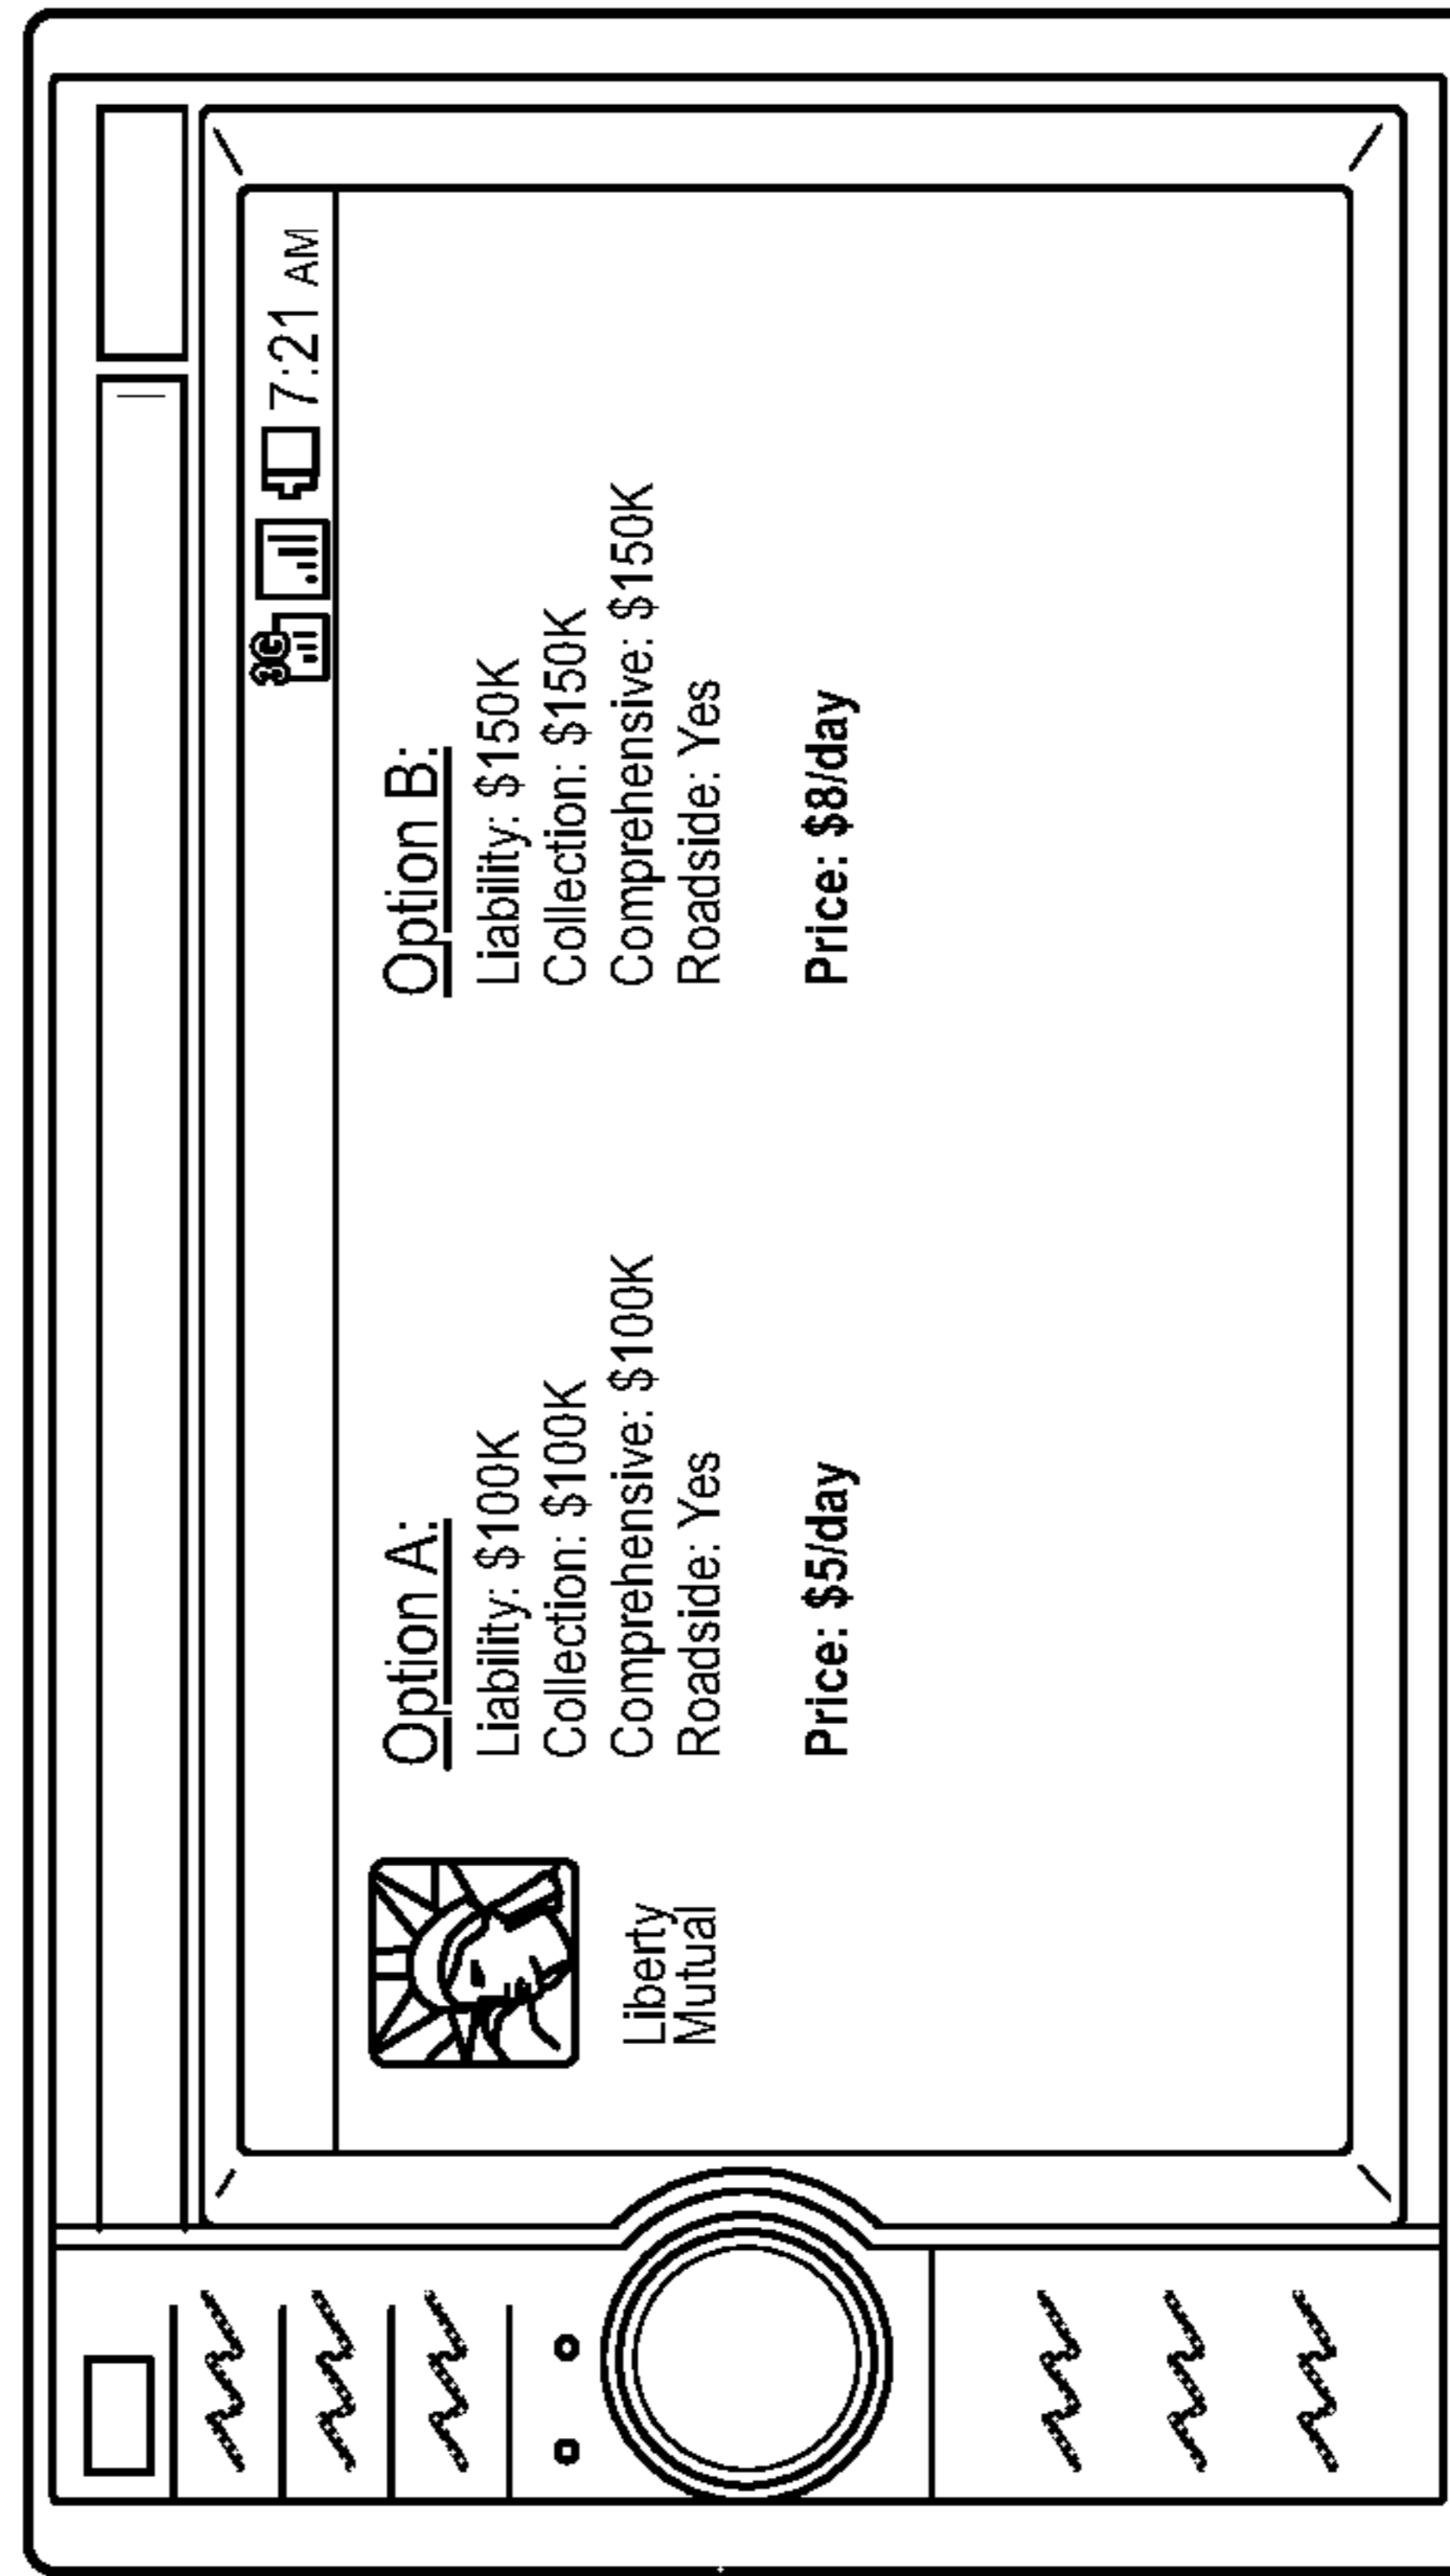 3G 7:21 AM
Liberty
Mutual
Option A:
Liability: $100K
Collection: $100K
Comprehensive: $100K
Roadside: Yes
Price: $5/day
Option B:
Liability: $150K
Collection: $150K
Comprehensive: $150K
Roadside: Yes
Price: $8/day